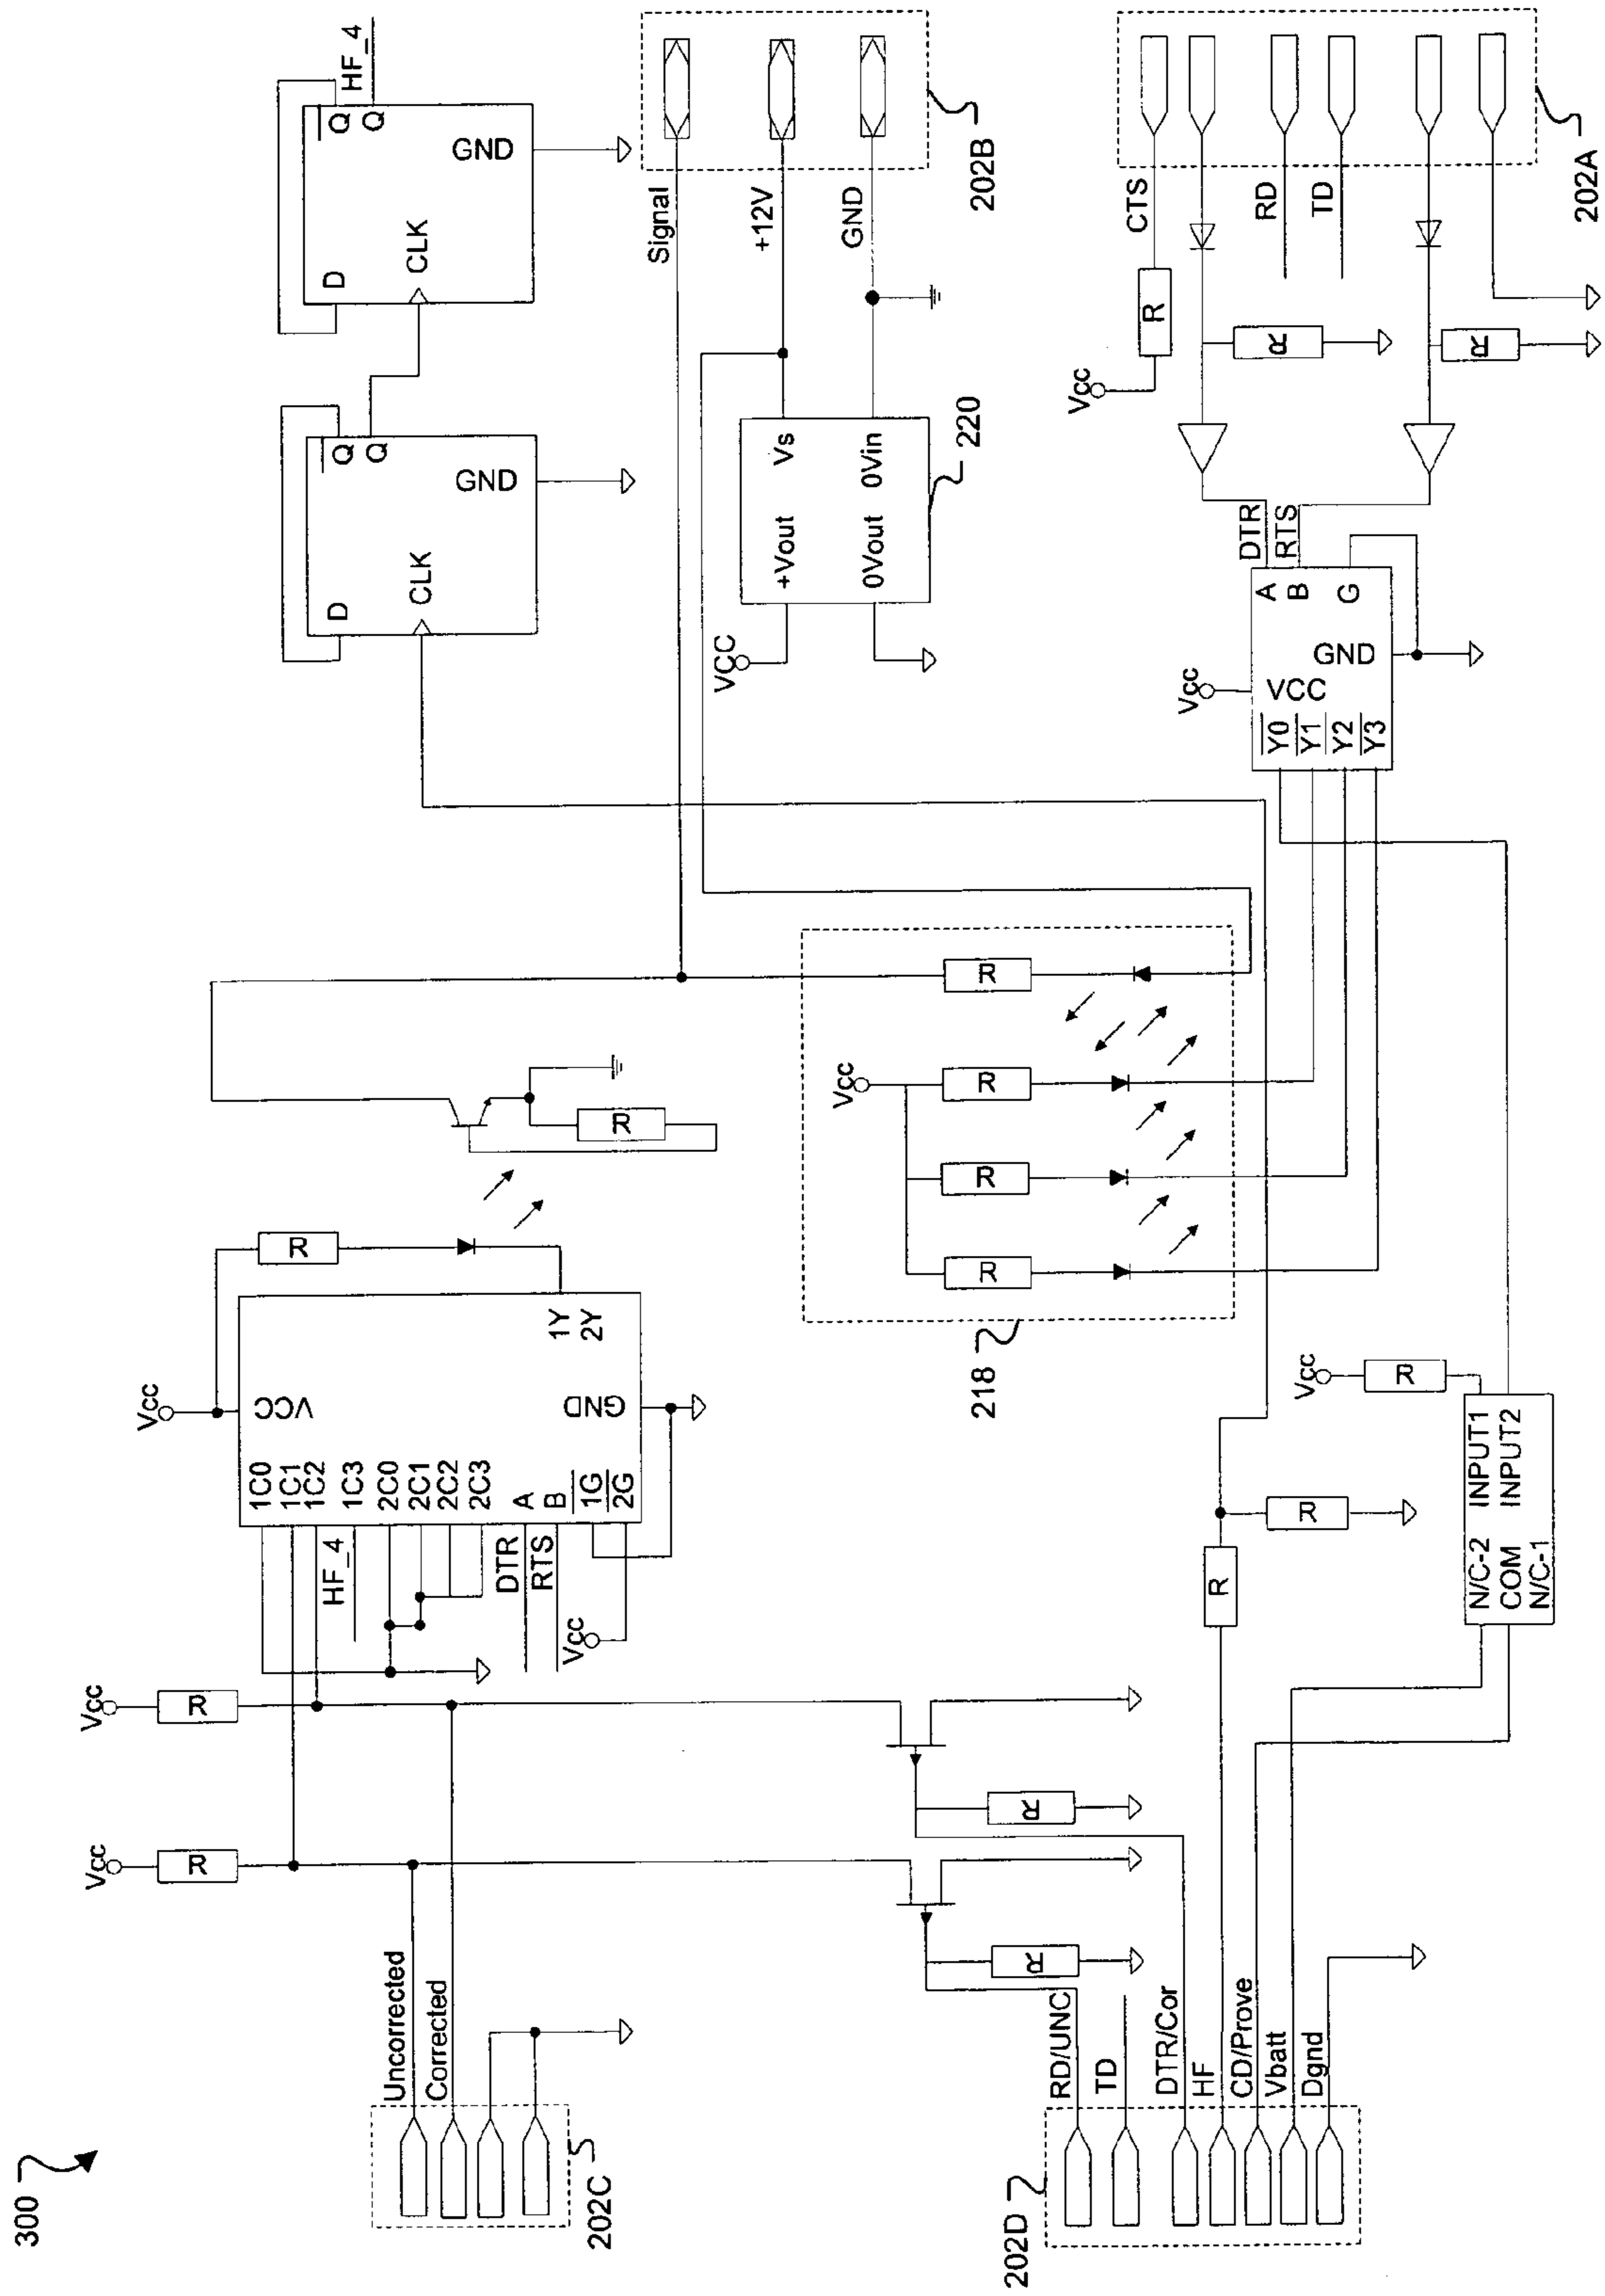 300
Vcc
R
Vcc
R
Uncorrected
Corrected
202C
Vcc
VCC
1C0
1C1
1C2
1C3
2C0
2C1
2C2
2C3
A
B
1G
2G
1Y
2Y
GND
HF_4
DTR
RTS
Vcc
R
R
D
Q
Q
CLK
GND
D
Q
Q
CLK
GND
HF_4
Signal
+12V
GND
202B
VCC
+Vout
Vs
0Vout
0Vin
220
Vcc
R
R
R
R
218
R
R
202D
RD/UNC
TD
DTR/Cor
HF
CD/Prove
Vbatt
Dgnd
R
R
Vcc
R
N/C-2
INPUT1
COM
INPUT2
N/C-1
Vcc
VCC
GND
Y0
Y1
Y2
Y3
A
B
G
DTR
RTS
Vcc
R
CTS
R
RD
TD
R
202A